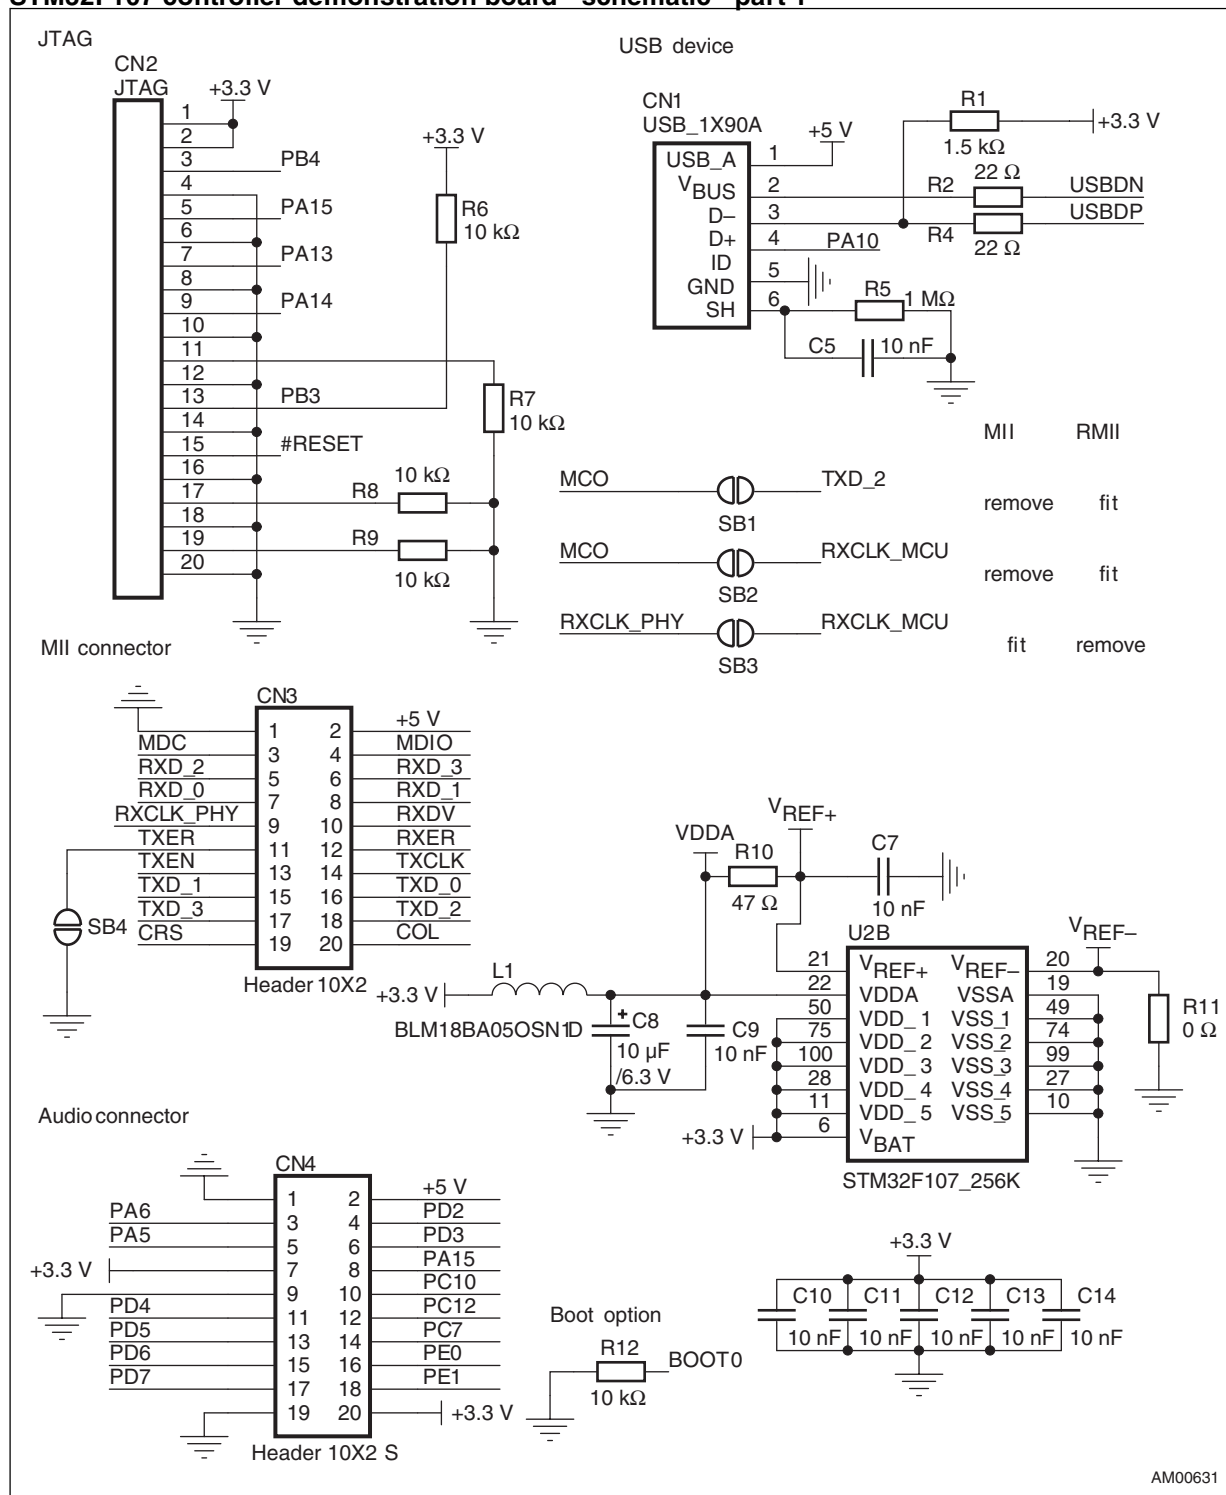 STM32F107 controller demonstration board - schematic - part 1
JTAG
CN2
JTAG
+3.3 V
1
2
3 PB4
4
5 PA15
6
7 PA13
8
9 PA14
10
11
12
13 PB3
14
15 #RESET
16
17
18
19
20
+3.3 V
R6
10 kΩ
R7
10 kΩ
R8
10 kΩ
R9
10 kΩ
USB device
CN1
USB_1X90A
USB_A
VBUS
D–
D+
ID
GND
SH
1
2
3
4
5
6
+5 V
R1
1.5 kΩ
+3.3 V
22 Ω
R2
USBDN
USBDP
R4
22 Ω
PA10
R5 1 MΩ
C5 10 nF
MII RMII
MCO TXD_2
SB1
remove fit
MCO RXCLK_MCU
SB2
remove fit
RXCLK_PHY RXCLK_MCU
SB3
fit remove
MII connector
CN3
1 2 +5 V
MDC 3 4 MDIO
RXD_2 5 6 RXD_3
RXD_0 7 8 RXD_1
RXCLK_PHY 9 10 RXDV
TXER 11 12 RXER
TXEN 13 14 TXCLK
TXD_1 15 16 TXD_0
TXD_3 17 18 TXD_2
CRS 19 20 COL
SB4
Header 10X2
VDDA
VREF+
R10
47 Ω
C7
10 nF
+3.3 V
L1
BLM18BA05OSN1D
+
C8
10 µF
/6.3 V
C9
10 nF
U2B
21 VREF+ VREF– 20
22 VDDA VSSA 19
50 VDD_1 VSS_1 49
75 VDD_2 VSS_2 74
100 VDD_3 VSS_3 99
28 VDD_4 VSS_4 27
11 VDD_5 VSS_5 10
6 VBAT
+3.3 V
STM32F107_256K
VREF–
R11
0 Ω
Audio connector
CN4
1 2 +5 V
PA6 3 4 PD2
PA5 5 6 PD3
+3.3 V 7 8 PA15
9 10 PC10
PD4 11 12 PC12
PD5 13 14 PC7
PD6 15 16 PE0
PD7 17 18 PE1
19 20 +3.3 V
Header 10X2 S
Boot option
R12
10 kΩ
BOOT0
+3.3 V
C10 C11 C12 C13 C14
10 nF 10 nF 10 nF 10 nF 10 nF
AM00631